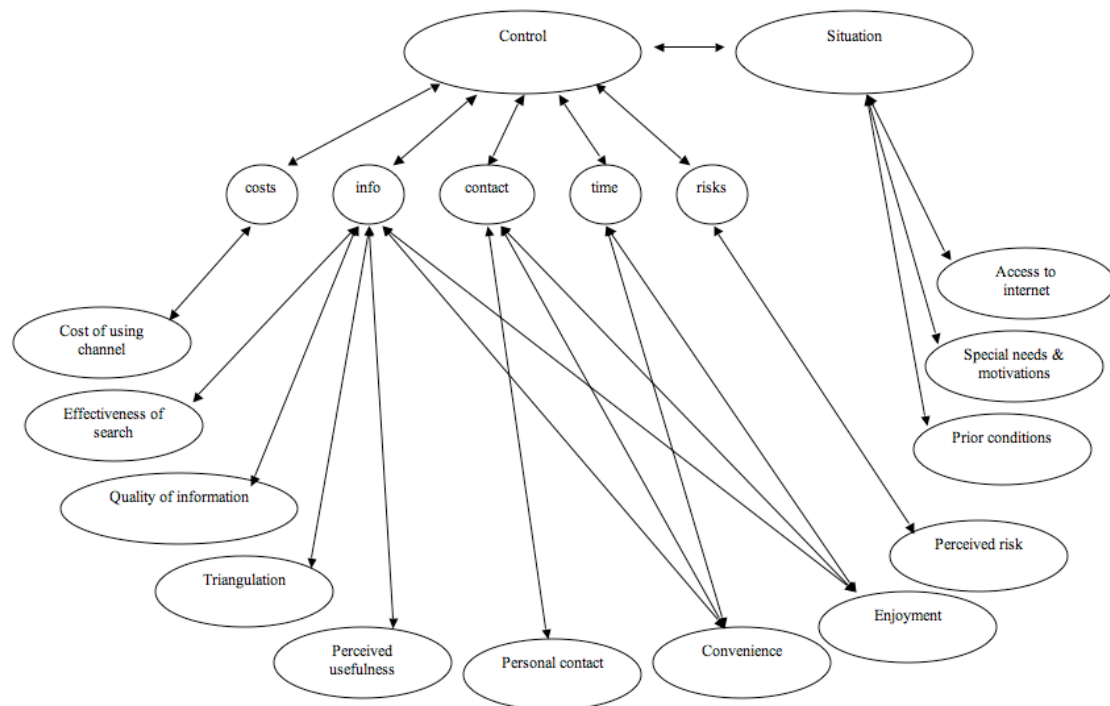 Control
Situation
costs
info
contact
time
risks
Access to
internet
Cost of using
channel
Special needs &
motivations
Effectiveness of
search
Prior conditions
Quality of information
Perceived risk
Triangulation
Enjoyment
Perceived
usefulness
Personal contact
Convenience